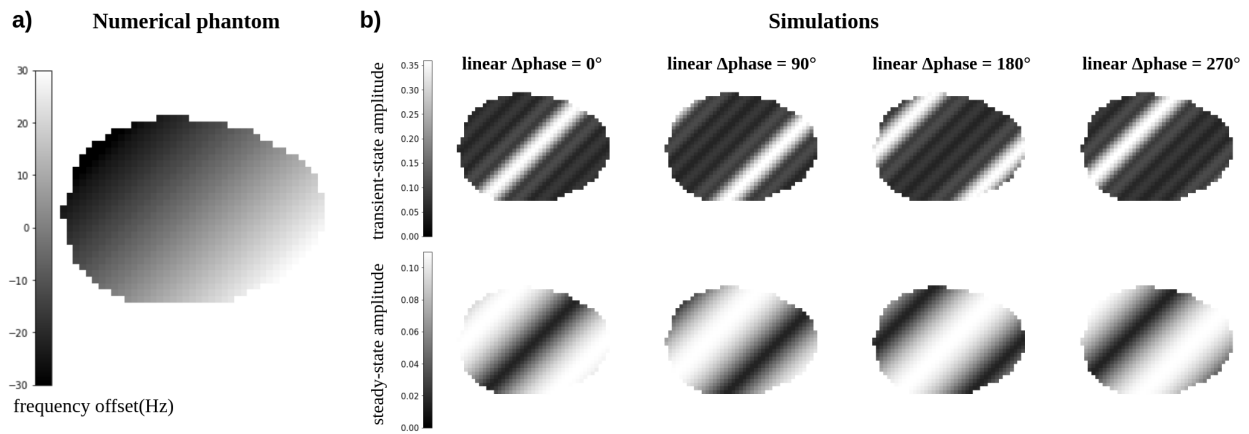 a)
Numerical phantom
30
20
10
0
−10
−20
−30
frequency offset(Hz)
b)
Simulations
linear Δphase = 0°
linear Δphase = 90°
linear Δphase = 180°
linear Δphase = 270°
transient-state amplitude
0.35
0.30
0.25
0.20
0.15
0.10
0.05
0.00
steady-state amplitude
0.10
0.08
0.06
0.04
0.02
0.00